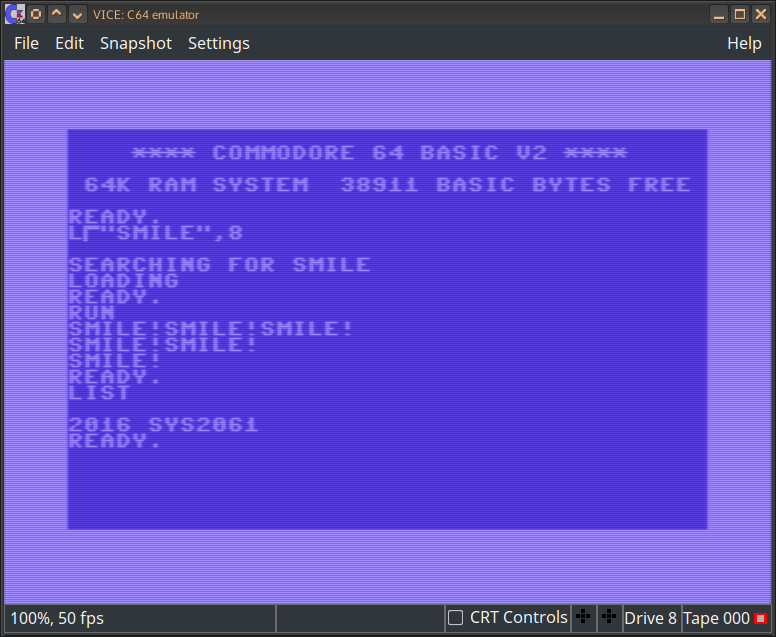 VICE: C64 emulator
File Edit Snapshot Settings Help
**** COMMODORE 64 BASIC V2 ****
64K RAM SYSTEM  38911 BASIC BYTES FREE
READY.
L┌"SMILE",8
SEARCHING FOR SMILE
LOADING
READY.
RUN
SMILE!SMILE!SMILE!
SMILE!SMILE!
SMILE!
READY.
LIST
2016 SYS2061
READY.
100%, 50 fps CRT Controls Drive 8 Tape 000